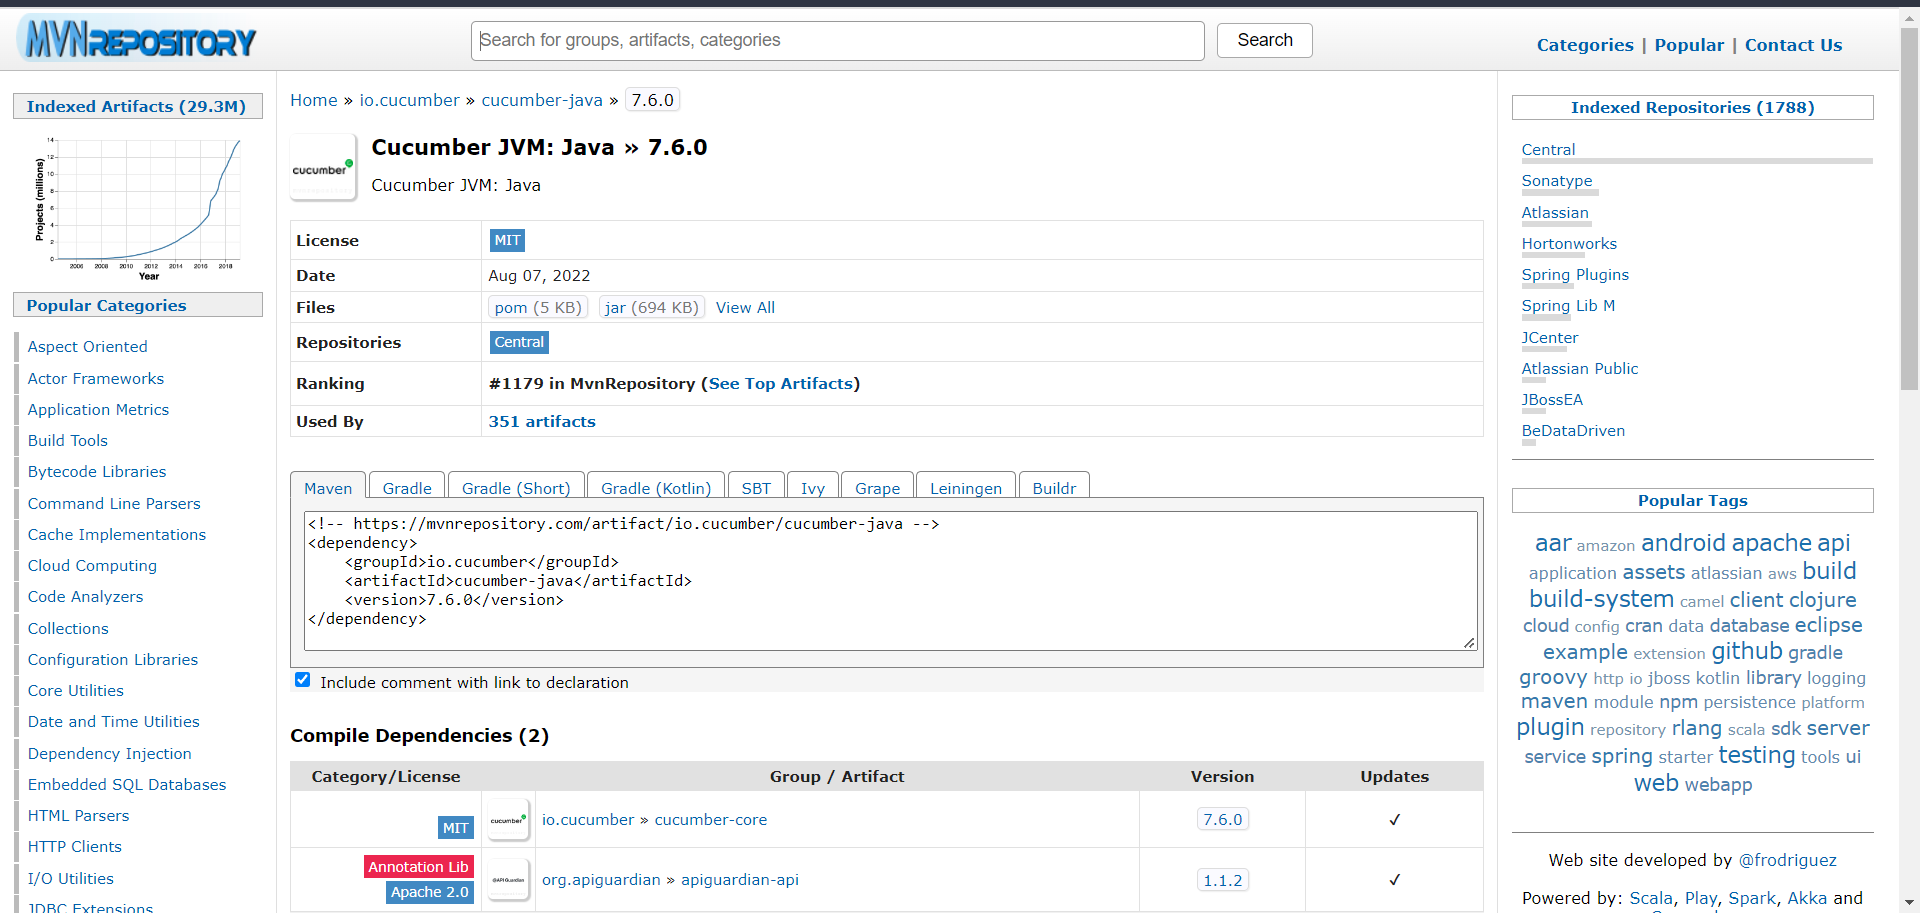 MVNREPOSITORY
Search for groups, artifacts, categories
Search
Categories | Popular | Contact Us
Indexed Artifacts (29.3M)
Projects (millions)
14
12
10
8
6
4
2
0
2006 2008 2010 2012 2014 2016 2018
Year
Popular Categories
Aspect Oriented
Actor Frameworks
Application Metrics
Build Tools
Bytecode Libraries
Command Line Parsers
Cache Implementations
Cloud Computing
Code Analyzers
Collections
Configuration Libraries
Core Utilities
Date and Time Utilities
Dependency Injection
Embedded SQL Databases
HTML Parsers
HTTP Clients
I/O Utilities
JDBC Extensions
Home » io.cucumber » cucumber-java » 7.6.0
cucumber
Cucumber JVM: Java » 7.6.0
Cucumber JVM: Java
License MIT
Date Aug 07, 2022
Files pom (5 KB) jar (694 KB) View All
Repositories Central
Ranking #1179 in MvnRepository (See Top Artifacts)
Used By 351 artifacts
Maven Gradle Gradle (Short) Gradle (Kotlin) SBT Ivy Grape Leiningen Buildr
<!-- https://mvnrepository.com/artifact/io.cucumber/cucumber-java -->
<dependency>
    <groupId>io.cucumber</groupId>
    <artifactId>cucumber-java</artifactId>
    <version>7.6.0</version>
</dependency>
Include comment with link to declaration
Compile Dependencies (2)
Category/License Group / Artifact Version Updates
MIT cucumber io.cucumber » cucumber-core 7.6.0 ✓
Annotation Lib
Apache 2.0 @API Guardian org.apiguardian » apiguardian-api 1.1.2 ✓
Indexed Repositories (1788)
Central
Sonatype
Atlassian
Hortonworks
Spring Plugins
Spring Lib M
JCenter
Atlassian Public
JBossEA
BeDataDriven
Popular Tags
aar amazon android apache api
application assets atlassian aws build
build-system camel client clojure
cloud config cran data database eclipse
example extension github gradle
groovy http io jboss kotlin library logging
maven module npm persistence platform
plugin repository rlang scala sdk server
service spring starter testing tools ui
web webapp
Web site developed by @frodriguez
Powered by: Scala, Play, Spark, Akka and